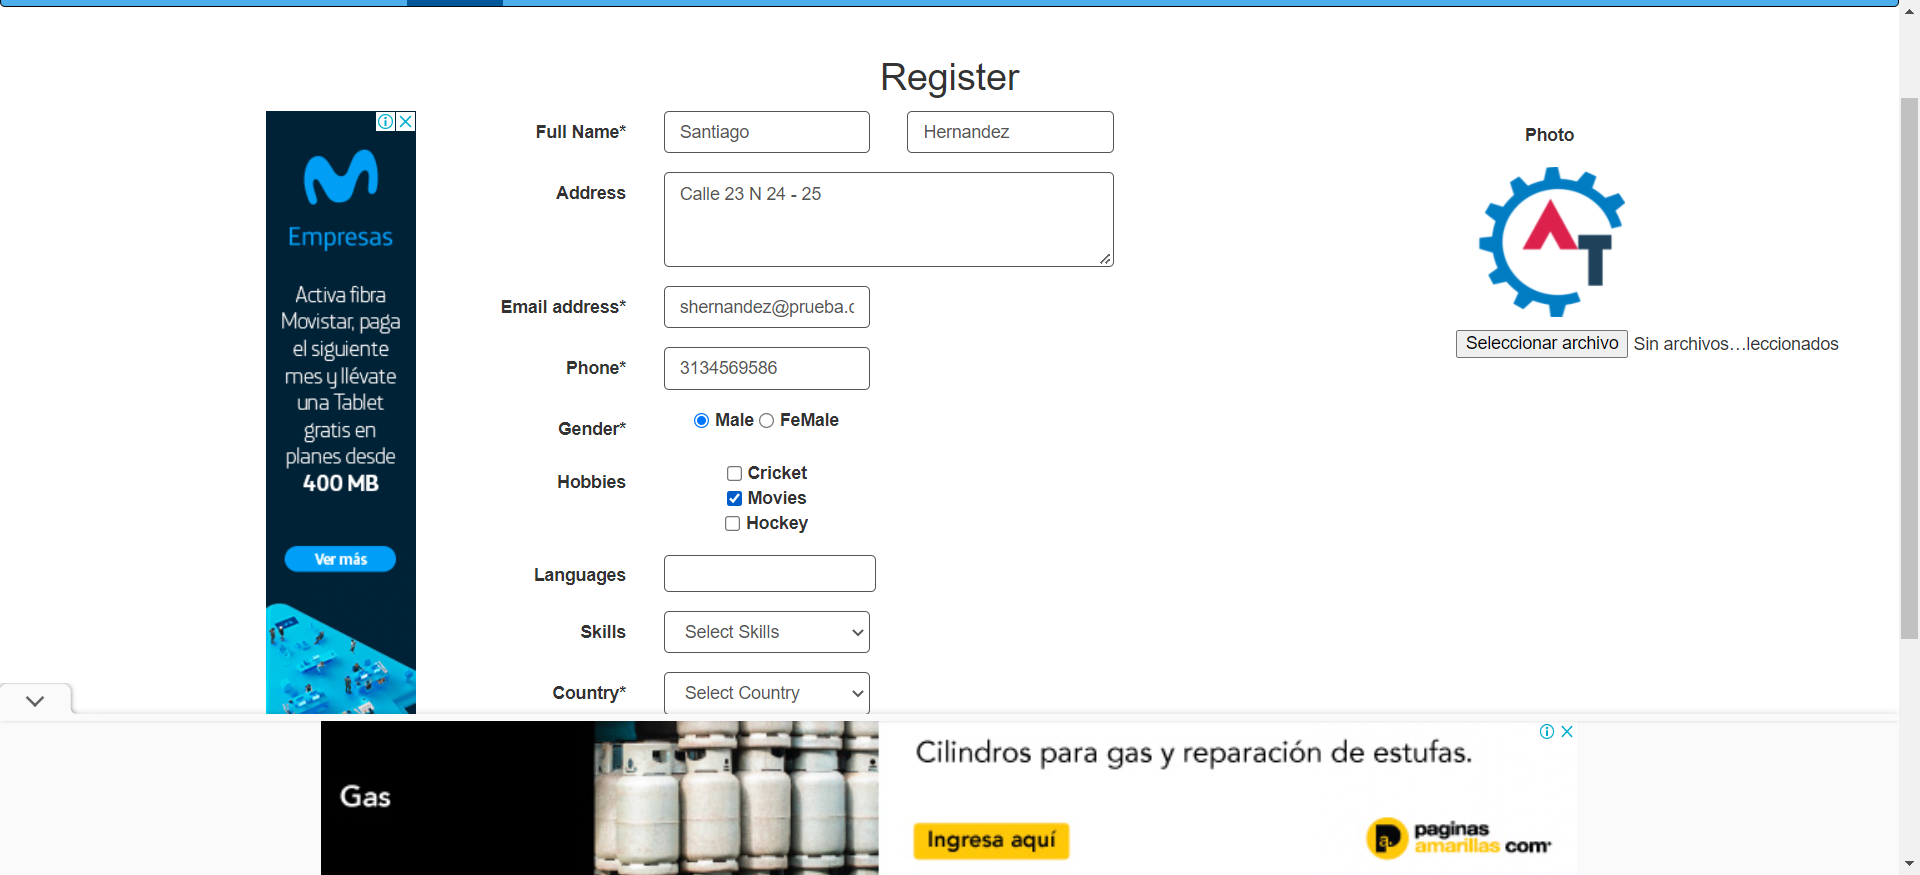 Register
Full Name*
Santiago
Hernandez
Photo
Address
Calle 23 N 24 - 25
AT
Email address*
shernandez@prueba.c
Seleccionar archivo Sin archivos...leccionados
Phone*
3134569586
Gender*
Male FeMale
Hobbies
Cricket
Movies
Hockey
Languages
Skills
Select Skills
Country*
Select Country
Empresas
Activa fibra
Movistar, paga
el siguiente
mes y llévate
una Tablet
gratis en
planes desde
400 MB
Ver más
Gas
Cilindros para gas y reparación de estufas.
Ingresa aquí
paginas
amarillas com